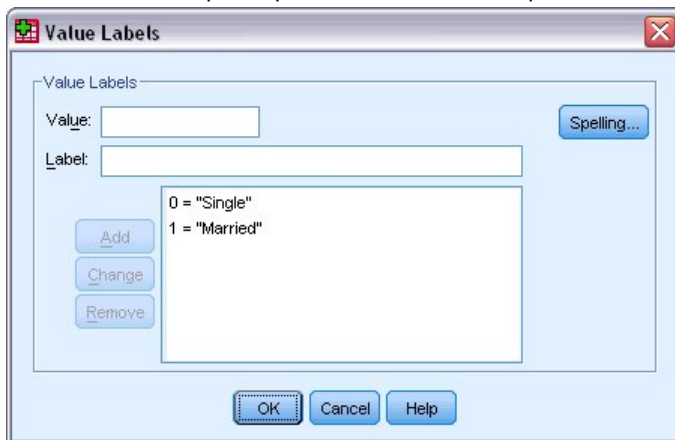 Value Labels
Value Labels
Value:
Spelling...
Label:
0 = "Single"
1 = "Married"
Add
Change
Remove
OK Cancel Help